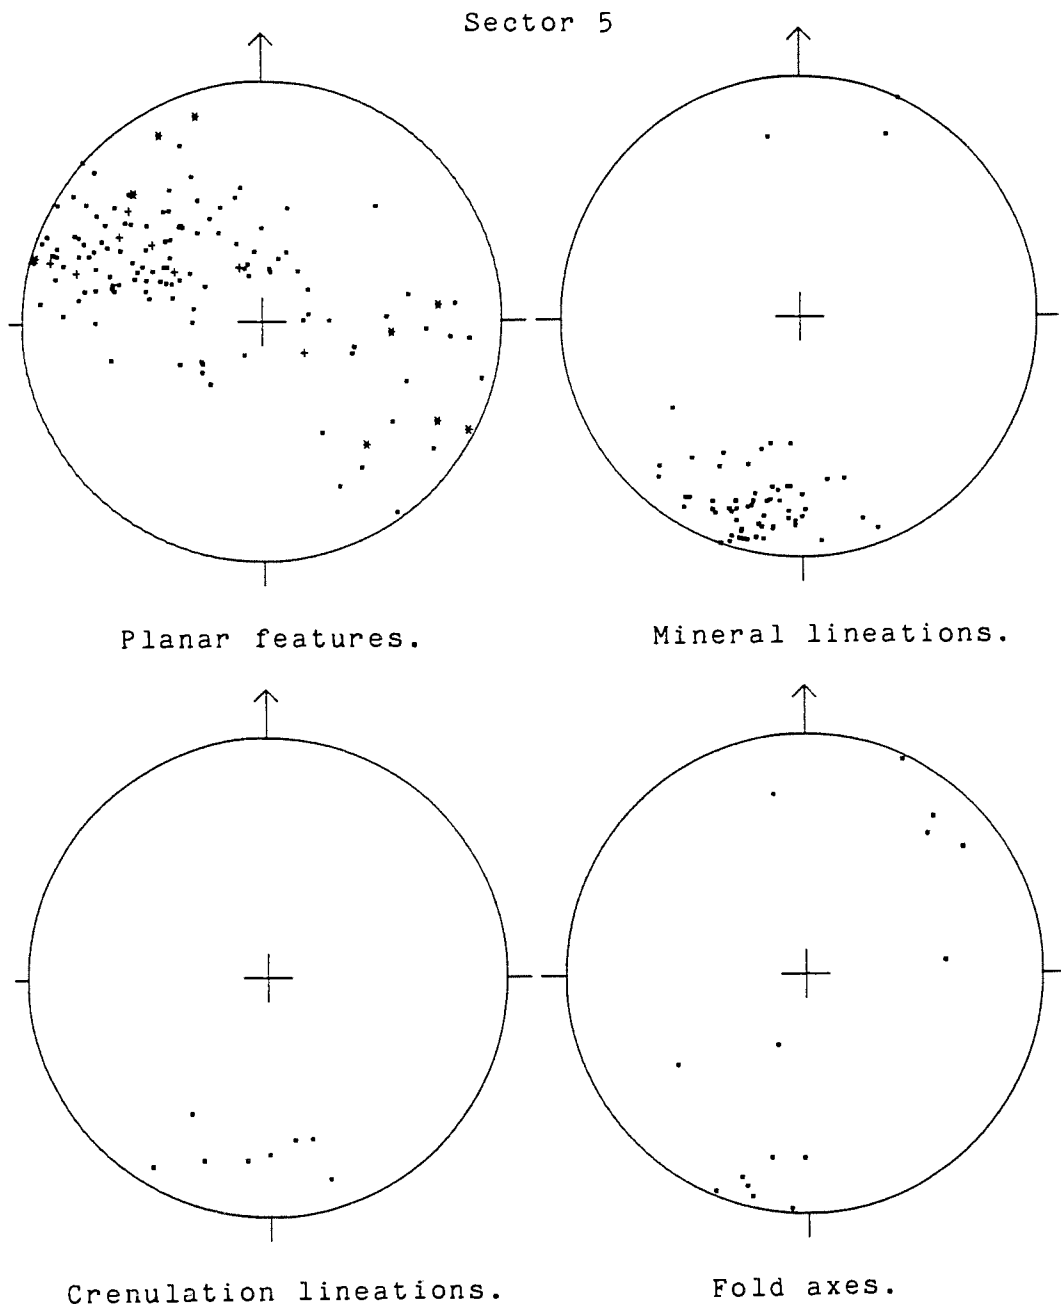 Sector 5
Planar features.
Mineral lineations.
Crenulation lineations.
Fold axes.